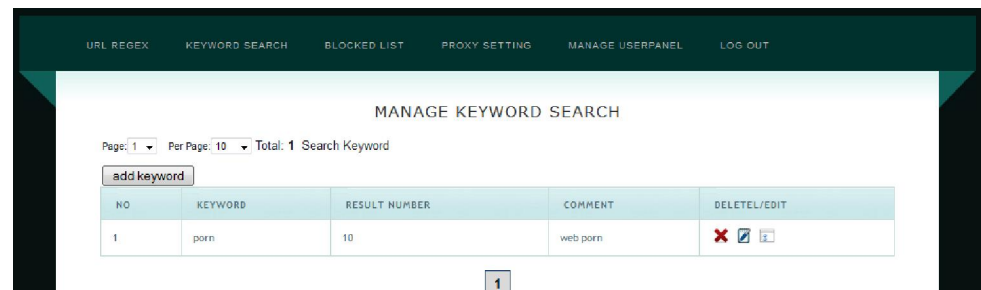 URL REGEX KEYWORD SEARCH BLOCKED LIST PROXY SETTING MANAGE USERPANEL LOG OUT
MANAGE KEYWORD SEARCH
Page: 1 Per Page: 10 Total: 1 Search Keyword
add keyword
NO KEYWORD RESULT NUMBER COMMENT DELETEL/EDIT
1 porn 10 web porn
1